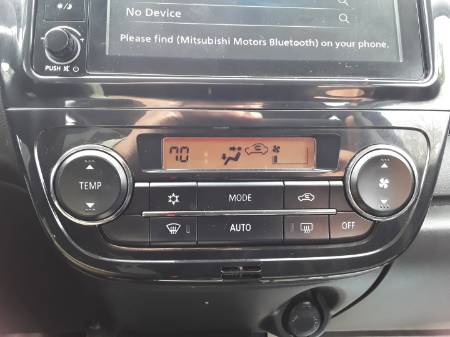 No Device
Please find (Mitsubishi Motors Bluetooth) on your phone.
PUSH
70
TEMP
MODE
AUTO
OFF